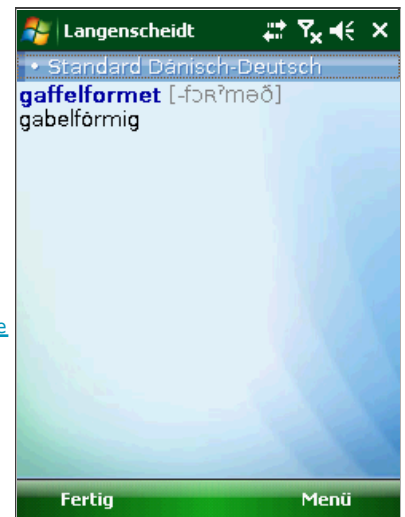 Langenscheidt
• Standard Dänisch-Deutsch
gaffelformet [-fɔʀˀməð]
gabelförmig
e
Fertig Menü